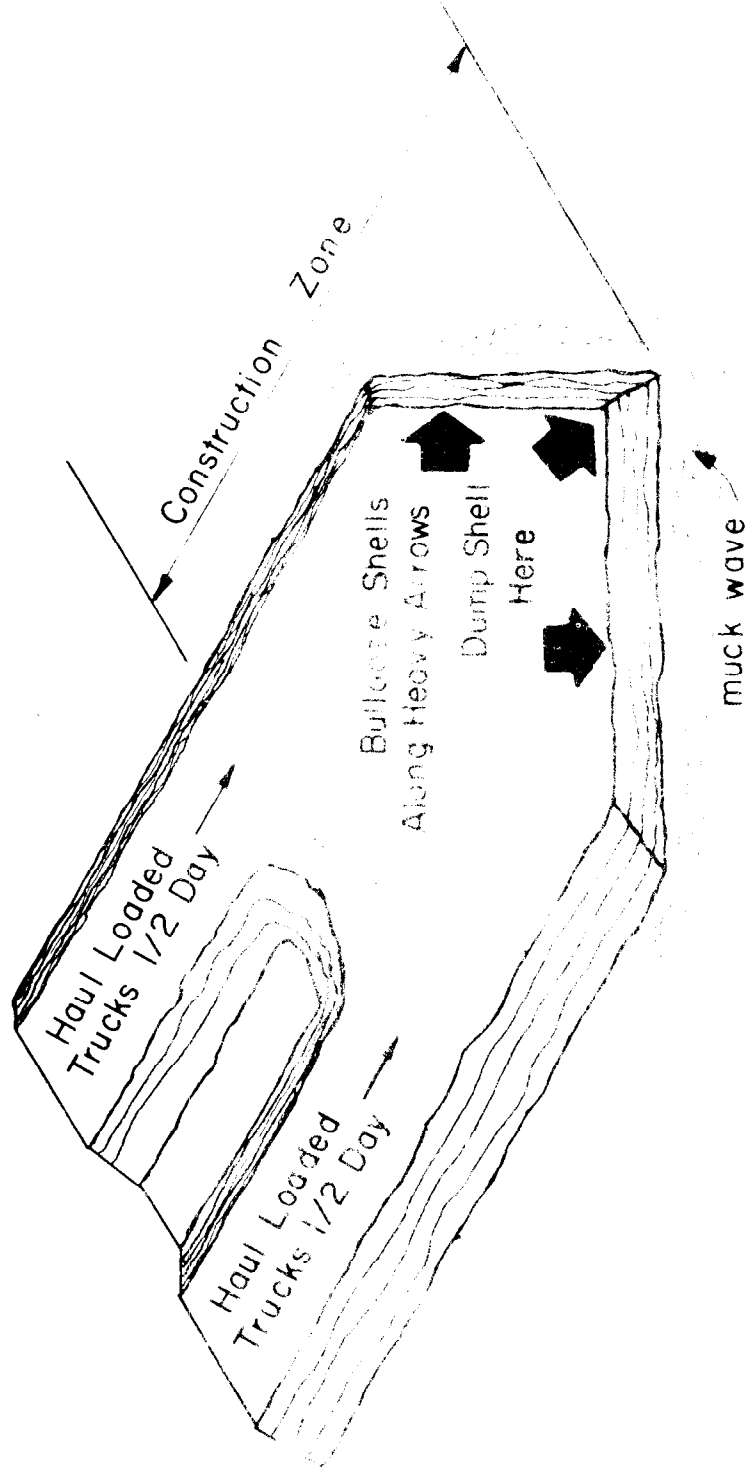 Construction Zone
Haul Loaded
Trucks 1/2 Day
Haul Loaded
Trucks 1/2 Day
Bulldoze Shells
Along Heavy Arrows
Dump Shell
Here
muck wave